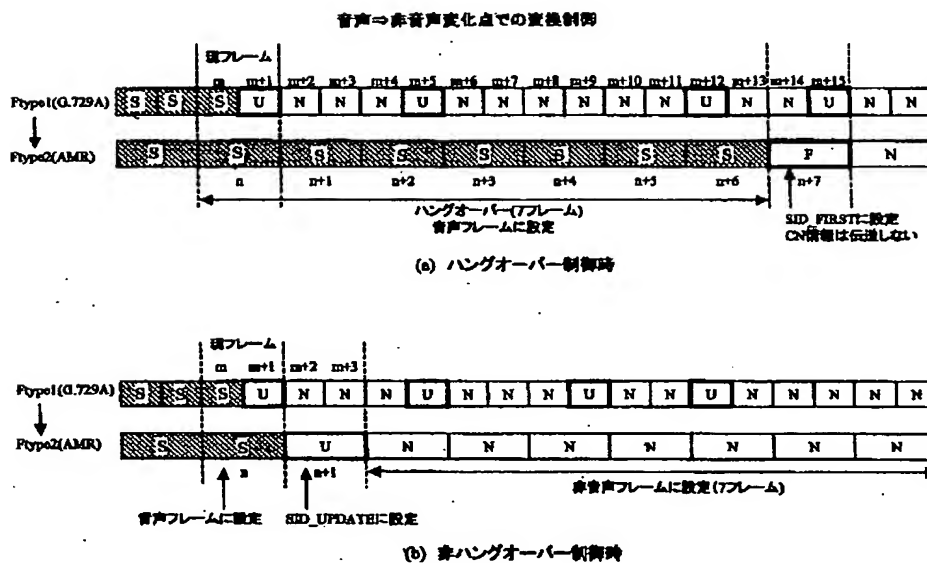 音声⇒非音声変化点での変換制御
現フレーム
m m+1 m+2 m+3 m+4 m+5 m+6 m+7 m+8 m+9 m+10 m+11 m+12 m+13 m+14 m+15
Ftype1(G.729A) S S S U N N N U N N N N N N U N N U N N
Ftype2(AMR) S S S S S S S S F N
n n+1 n+2 n+3 n+4 n+5 n+6 n+7
ハングオーバー(7フレーム)
音声フレームに設定
SID_FIRSTに設定
CN情報は伝送しない
(a) ハングオーバー制御時
現フレーム
m m+1 m+2 m+3
Ftype1(G.729A) S S S U N N N U N N N U N N U N N N N N
Ftype2(AMR) S S U N N N N N N N
n n+1
非音声フレームに設定(7フレーム)
音声フレームに設定
SID_UPDATEに設定
(b) 非ハングオーバー制御時